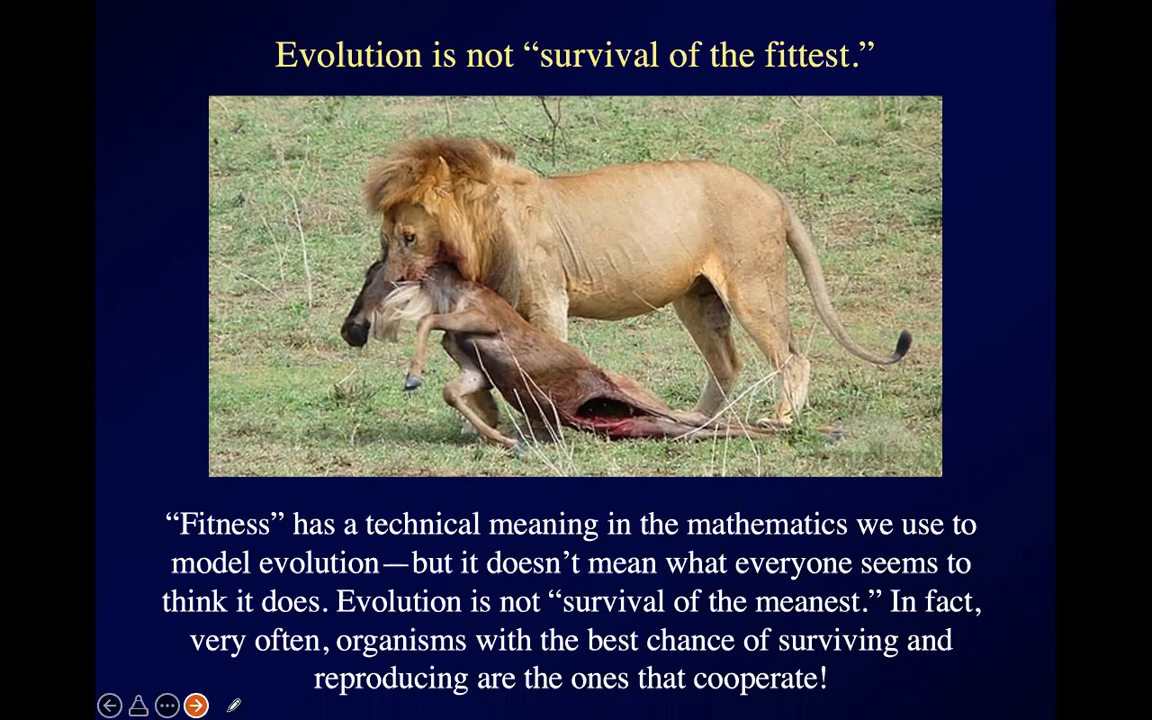 Evolution is not “survival of the fittest.”
“Fitness” has a technical meaning in the mathematics we use to
model evolution—but it doesn’t mean what everyone seems to
think it does. Evolution is not “survival of the meanest.” In fact,
very often, organisms with the best chance of surviving and
reproducing are the ones that cooperate!